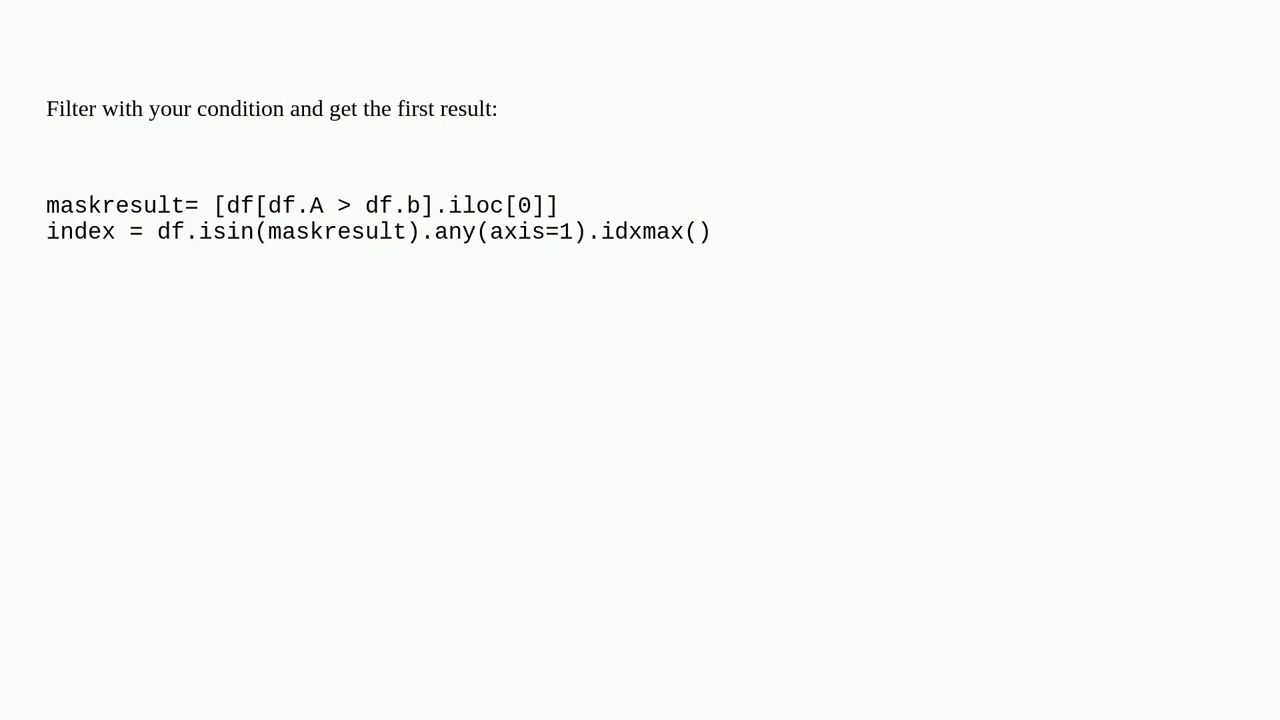 Filter with your condition and get the first result:
maskresult= [df[df.A > df.b].iloc[0]]
index = df.isin(maskresult).any(axis=1).idxmax()